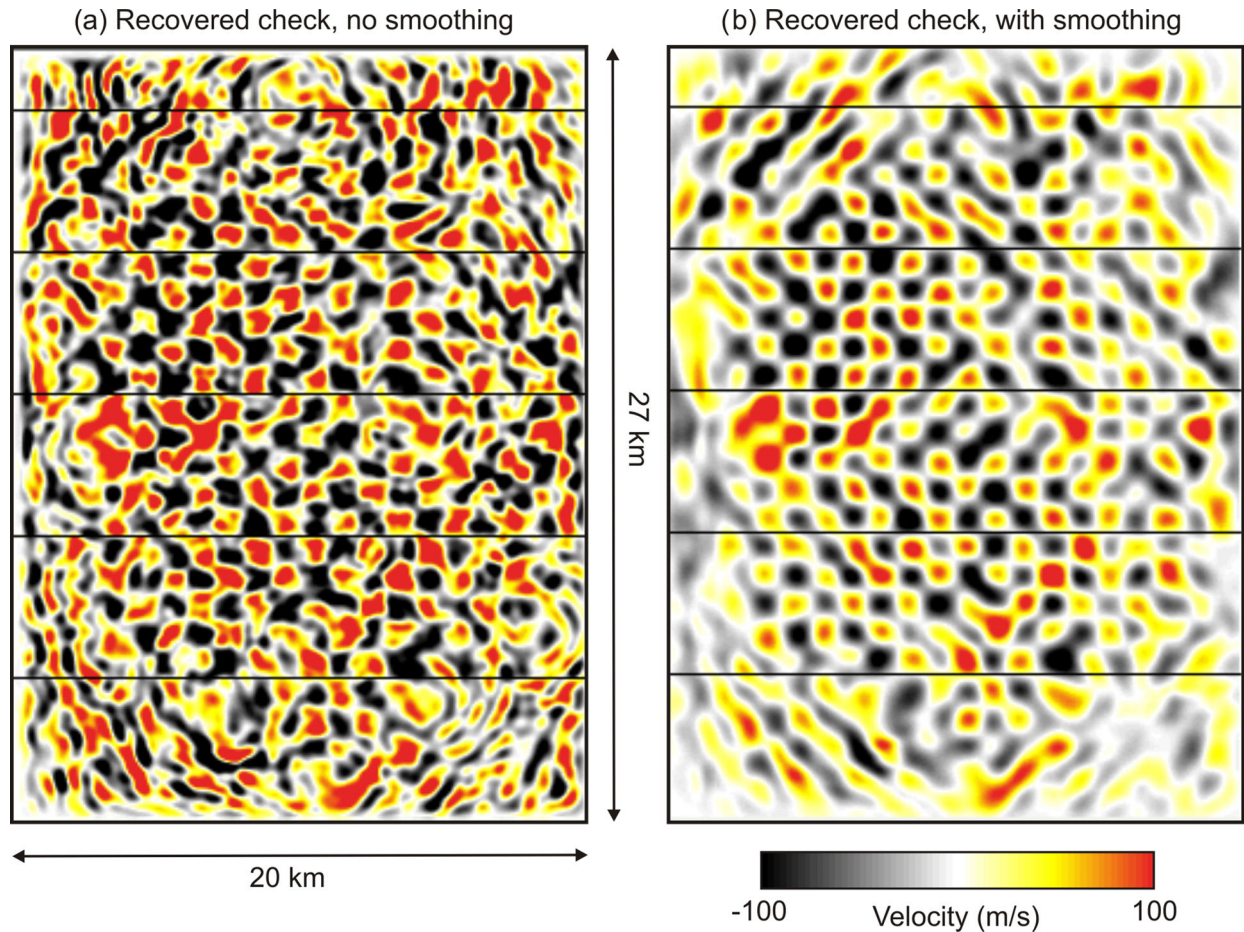 (a) Recovered check, no smoothing
(b) Recovered check, with smoothing
27 km
20 km
-100
Velocity (m/s)
100